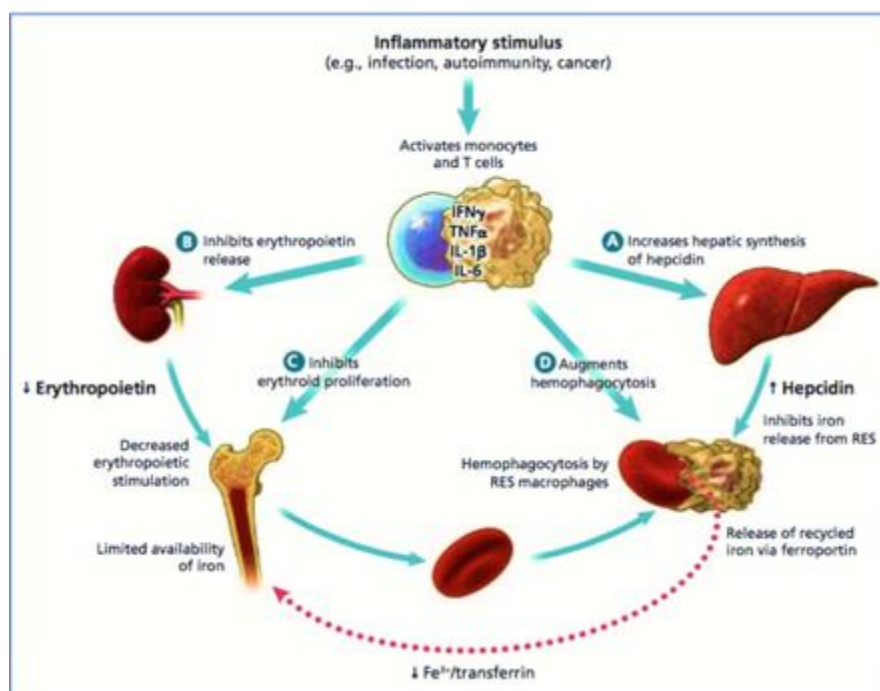 Inflammatory stimulus
(e.g., infection, autoimmunity, cancer)
Activates monocytes
and T cells
IFNγ
TNFα
IL-1β
IL-6
B Inhibits erythropoietin
release
A Increases hepatic synthesis
of hepcidin
C Inhibits
erythroid proliferation
D Augments
hemophagocytosis
↓ Erythropoietin
↑ Hepcidin
Inhibits iron
release from RES
Decreased
erythropoietic
stimulation
Hemophagocytosis by
RES macrophages
Limited availability
of iron
Release of recycled
iron via ferroportin
↓ Fe³⁺/transferrin